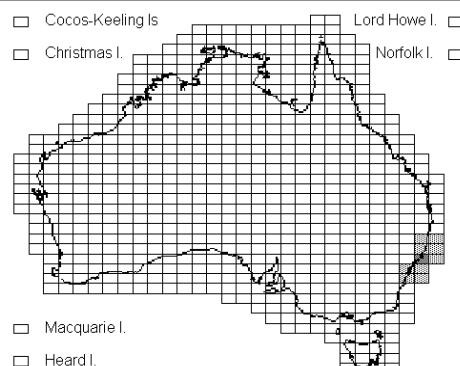 Cocos-Keeling Is
Lord Howe I.
Christmas I.
Norfolk I.
Macquarie I.
Heard I.